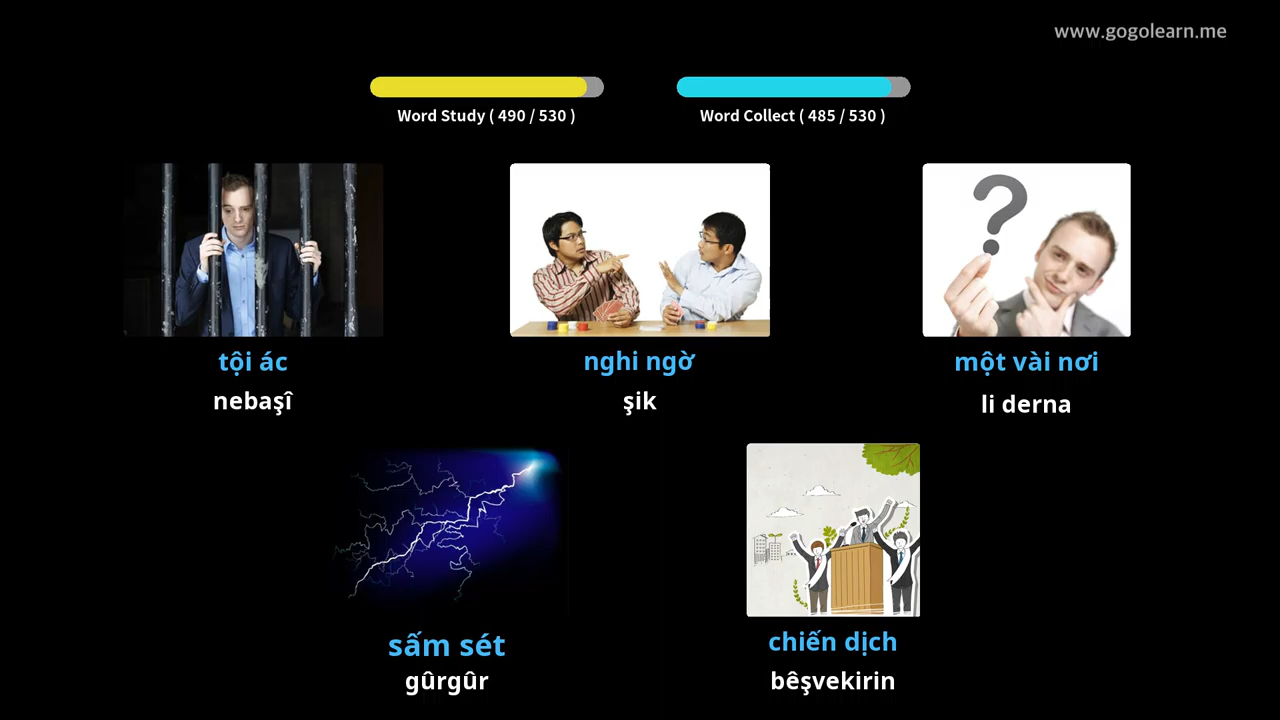 www.gogolearn.me
Word Study ( 490 / 530 )
Word Collect ( 485 / 530 )
tội ác
nebaşî
nghi ngờ
şik
một vài nơi
li derna
sấm sét
gûrgûr
chiến dịch
bêşvekirin